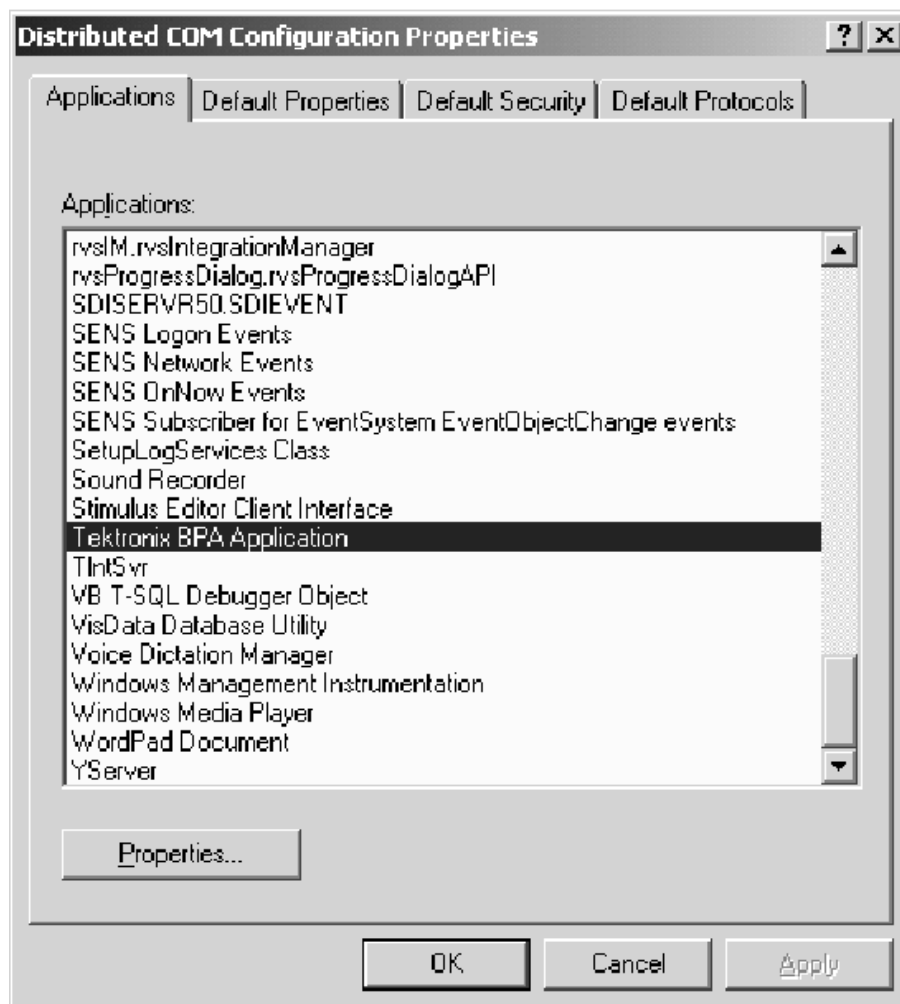 Distributed COM Configuration Properties
Applications Default Properties Default Security Default Protocols
Applications:
rvsIM.rvsIntegrationManager
rvsProgressDialog.rvsProgressDialogAPI
SDISERVR50.SDIEVENT
SENS Logon Events
SENS Network Events
SENS OnNow Events
SENS Subscriber for EventSystem EventObjectChange events
SetupLogServices Class
Sound Recorder
Stimulus Editor Client Interface
Tektronix BPA Application
TIntSvr
VB T-SQL Debugger Object
VisData Database Utility
Voice Dictation Manager
Windows Management Instrumentation
Windows Media Player
WordPad Document
YServer
Properties...
OK Cancel Apply